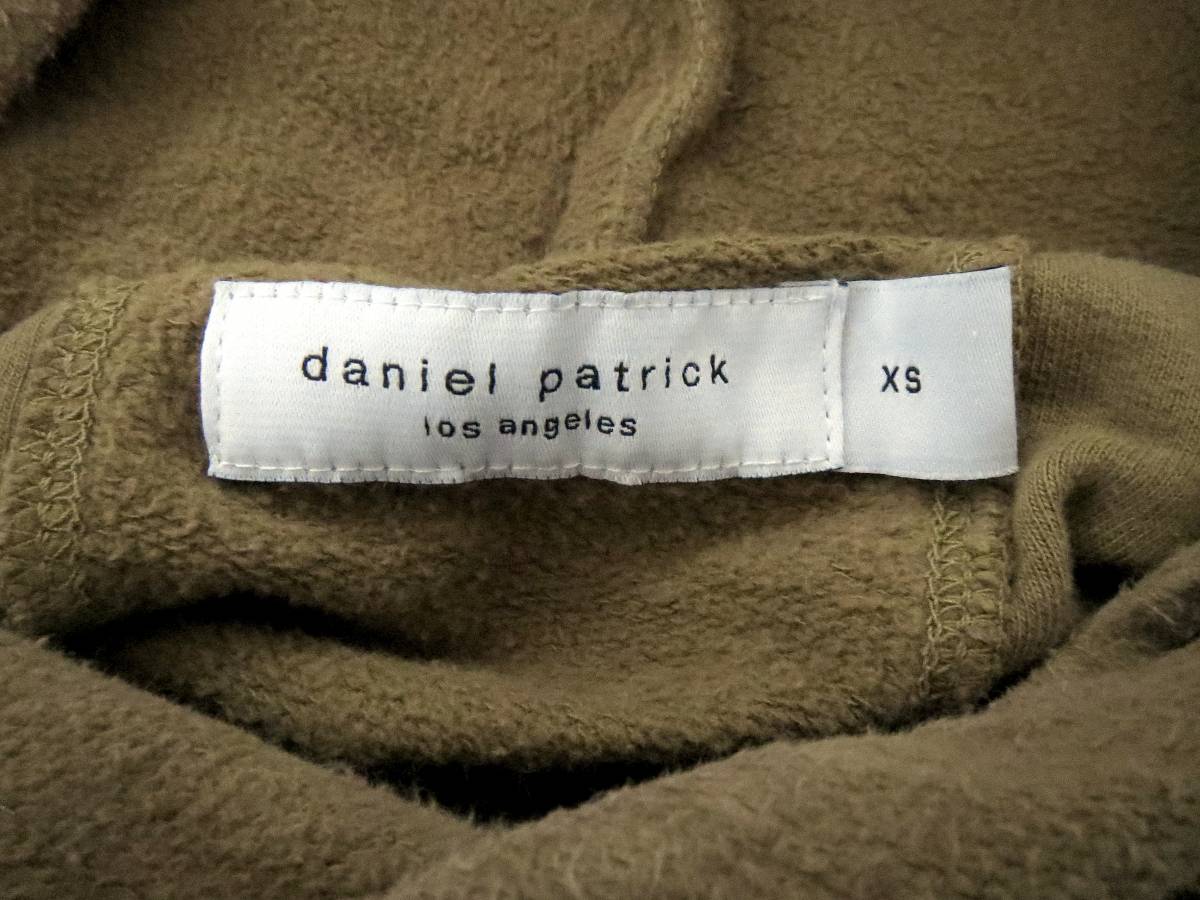 daniel patrick
los angeles
XS